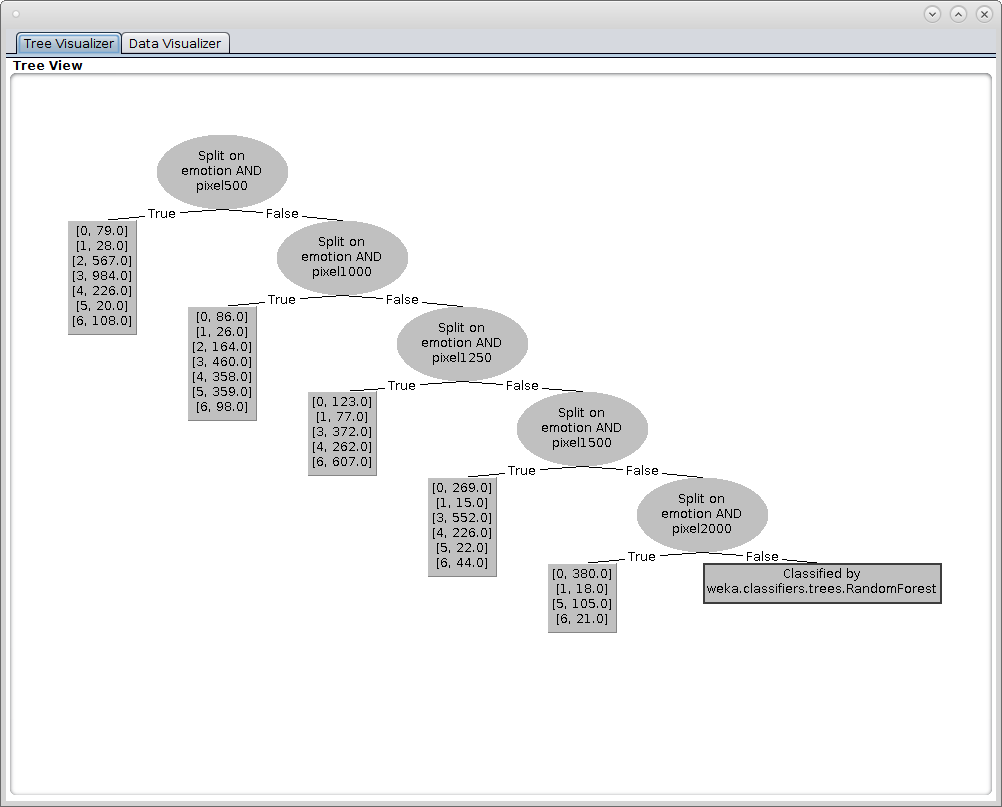 Tree Visualizer
Data Visualizer
Tree View
Split on
emotion AND
pixel500
True
False
[0, 79.0]
[1, 28.0]
[2, 567.0]
[3, 984.0]
[4, 226.0]
[5, 20.0]
[6, 108.0]
Split on
emotion AND
pixel1000
True
False
[0, 86.0]
[1, 26.0]
[2, 164.0]
[3, 460.0]
[4, 358.0]
[5, 359.0]
[6, 98.0]
Split on
emotion AND
pixel1250
True
False
[0, 123.0]
[1, 77.0]
[3, 372.0]
[4, 262.0]
[6, 607.0]
Split on
emotion AND
pixel1500
True
False
[0, 269.0]
[1, 15.0]
[3, 552.0]
[4, 226.0]
[5, 22.0]
[6, 44.0]
Split on
emotion AND
pixel2000
True
False
[0, 380.0]
[1, 18.0]
[5, 105.0]
[6, 21.0]
Classified by
weka.classifiers.trees.RandomForest